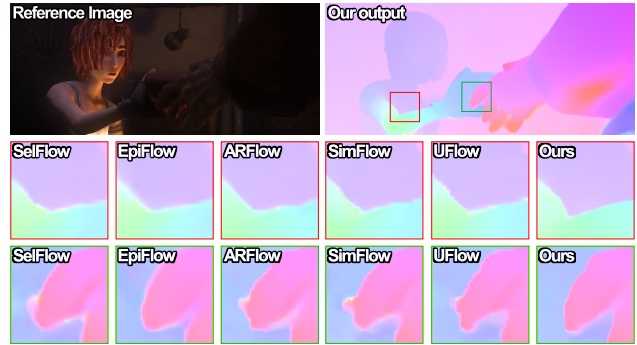 Reference Image
Our output
SelFlow
EpiFlow
ARFlow
SimFlow
UFlow
Ours
SelFlow
EpiFlow
ARFlow
SimFlow
UFlow
Ours